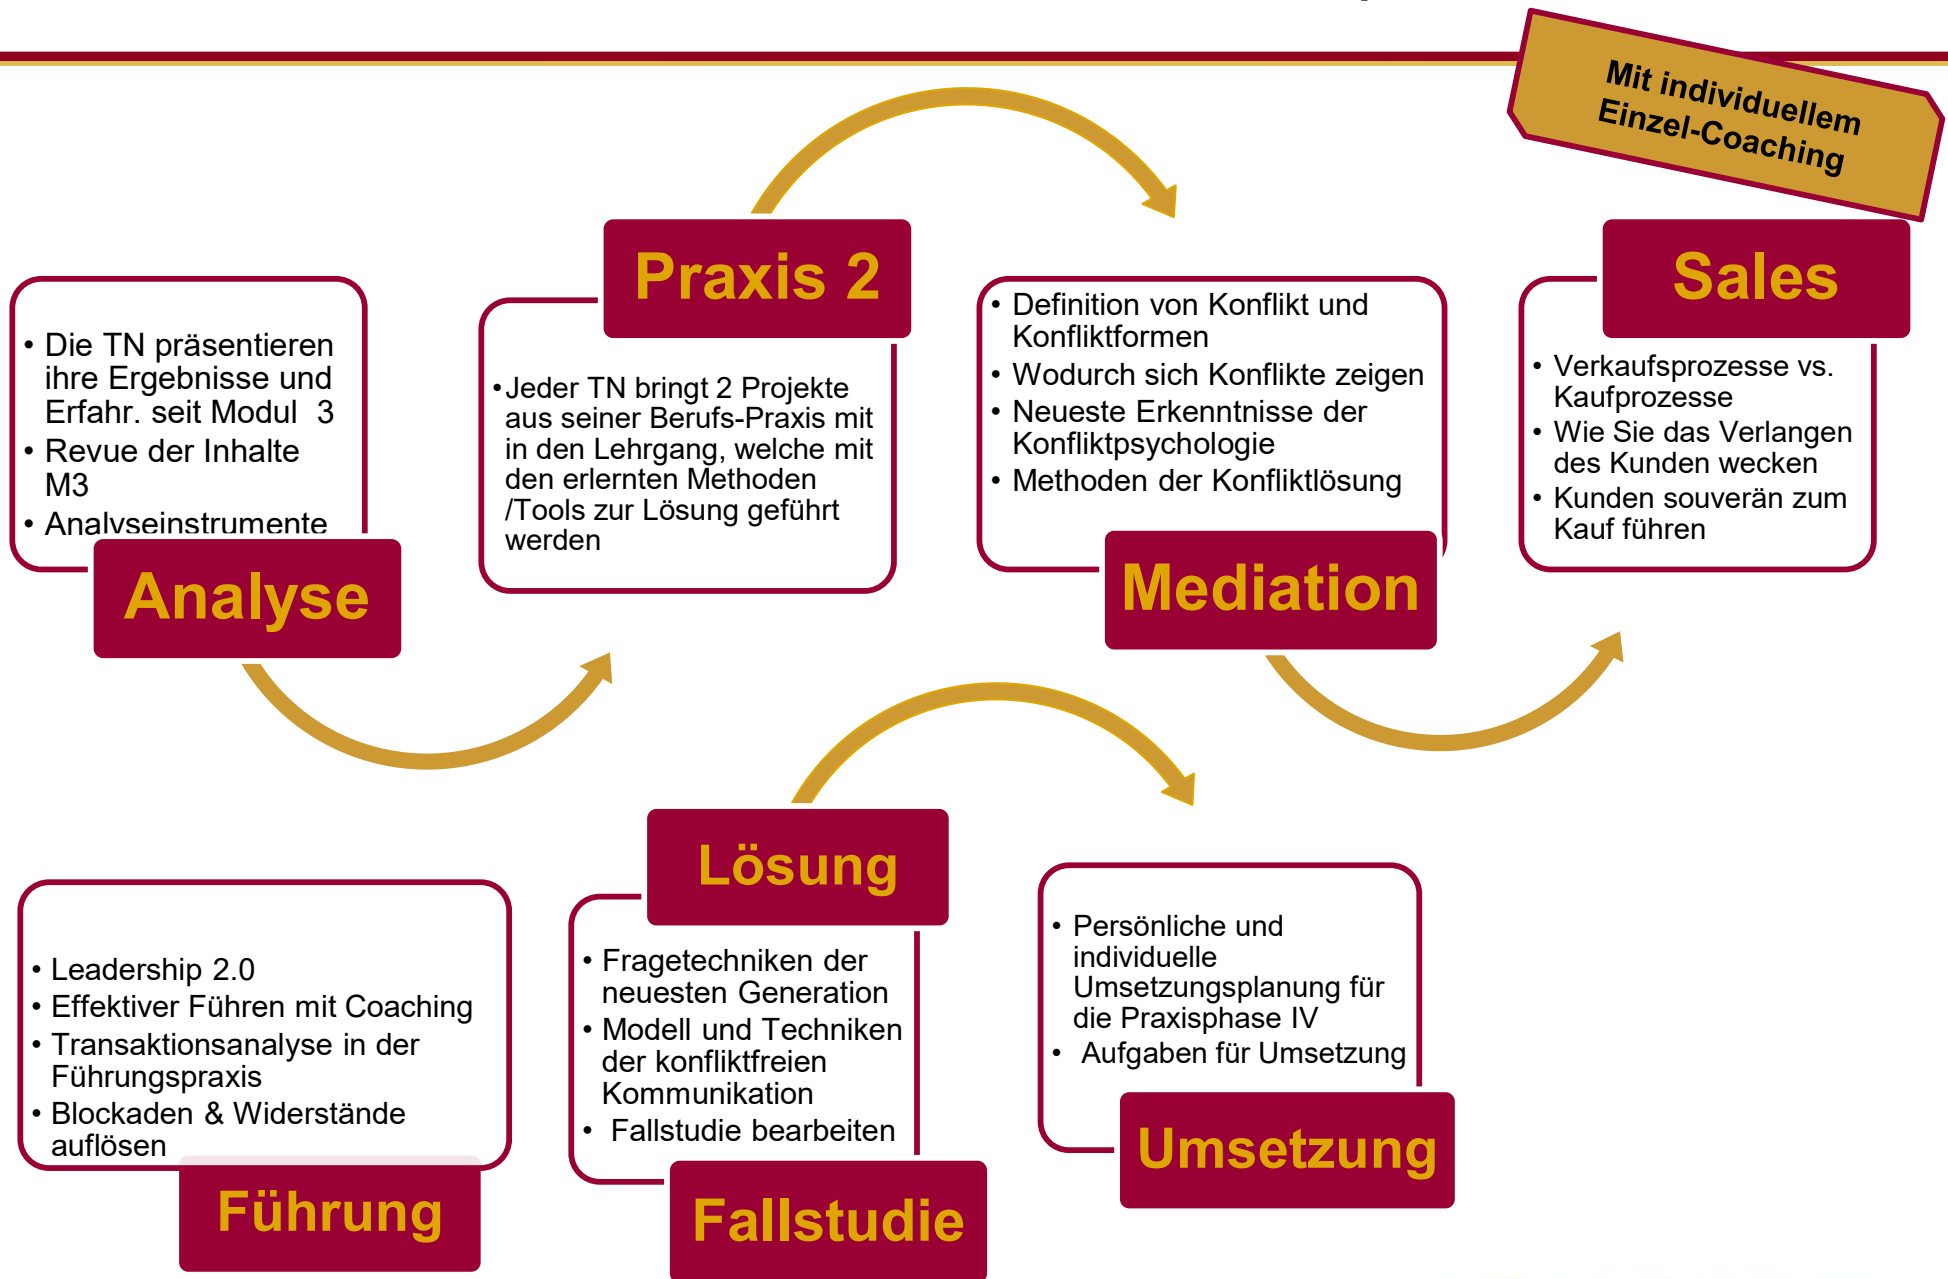 Mit individuellem
Einzel-Coaching
• Die TN präsentieren
ihre Ergebnisse und
Erfahr. seit Modul 3
• Revue der Inhalte
M3
• Analyseinstrumente
Analyse
Praxis 2
• Jeder TN bringt 2 Projekte
aus seiner Berufs-Praxis mit
in den Lehrgang, welche mit
den erlernten Methoden
/Tools zur Lösung geführt
werden
• Definition von Konflikt und
Konfliktformen
• Wodurch sich Konflikte zeigen
• Neueste Erkenntnisse der
Konfliktpsychologie
• Methoden der Konfliktlösung
Mediation
Sales
• Verkaufsprozesse vs.
Kaufprozesse
• Wie Sie das Verlangen
des Kunden wecken
• Kunden souverän zum
Kauf führen
• Leadership 2.0
• Effektiver Führen mit Coaching
• Transaktionsanalyse in der
Führungspraxis
• Blockaden & Widerstände
auflösen
Führung
Lösung
• Fragetechniken der
neuesten Generation
• Modell und Techniken
der konfliktfreien
Kommunikation
• Fallstudie bearbeiten
Fallstudie
• Persönliche und
individuelle
Umsetzungsplanung für
die Praxisphase IV
• Aufgaben für Umsetzung
Umsetzung